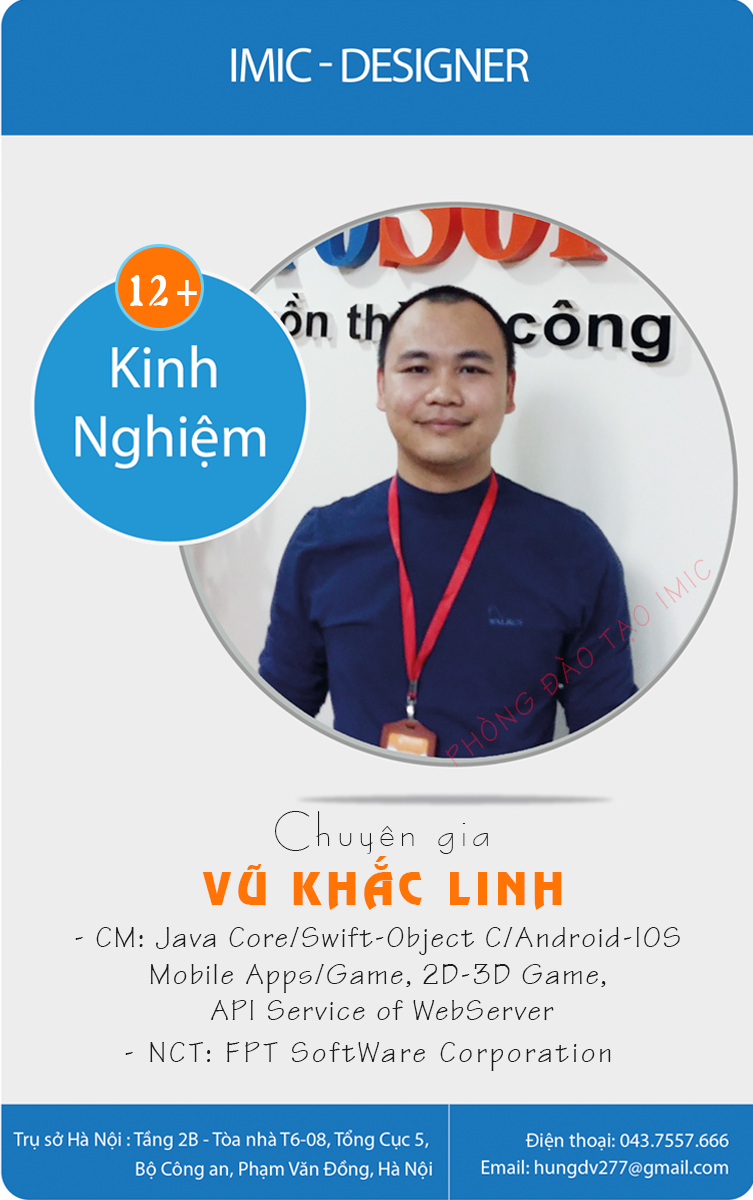 IMIC - DESIGNER
12+
Kinh
Nghiệm
công
WALRUS
PHÒNG ĐÀO TẠO IMIC
Chuyên gia
VŨ KHẮC LINH
- CM: Java Core/Swift-Object C/Android-IOS
Mobile Apps/Game, 2D-3D Game,
API Service of WebServer
- NCT: FPT SoftWare Corporation
Trụ sở Hà Nội : Tầng 2B - Tòa nhà T6-08, Tổng Cục 5,
Bộ Công an, Phạm Văn Đồng, Hà Nội
Điện thoại: 043.7557.666
Email: hungdv277@gmail.com